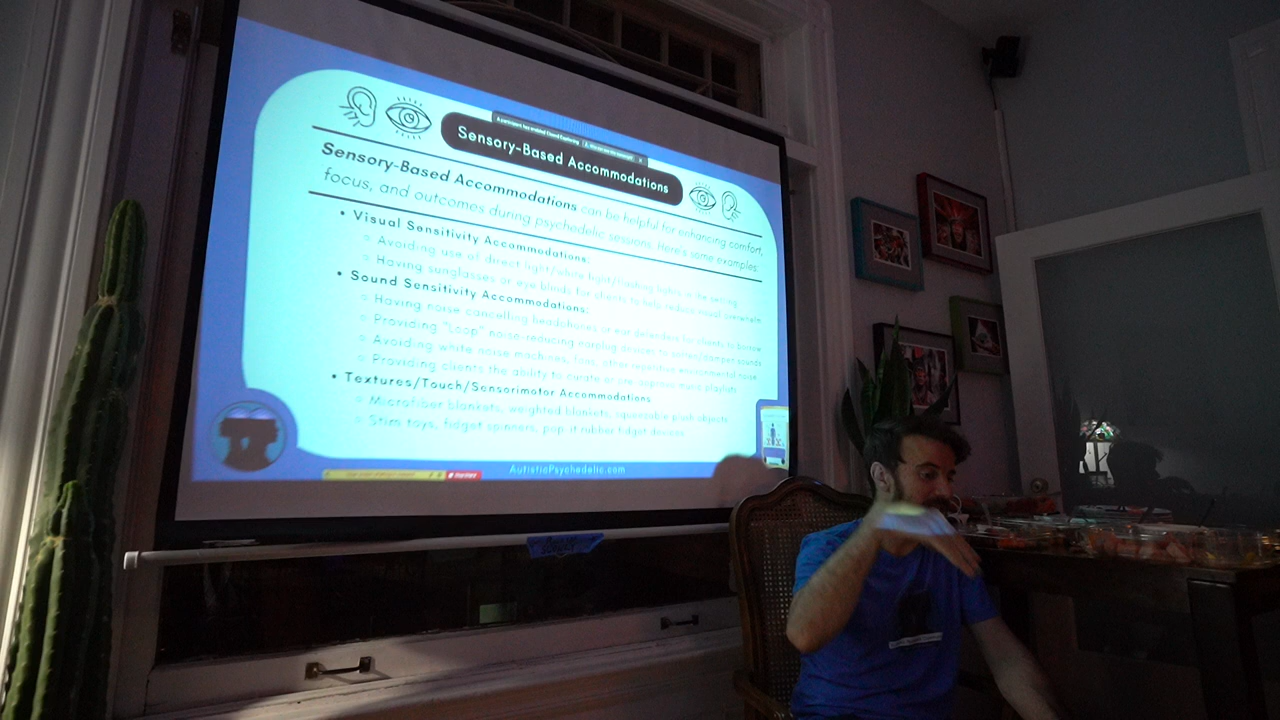 Sensory-Based Accommodations
Sensory-Based Accommodations can be helpful for enhancing comfort,
focus, and outcomes during psychedelic sessions. Here's some examples:
• Visual Sensitivity Accommodations:
○ Avoiding use of direct light/white light/flashing lights in the setting
○ Having sunglasses or eye blinds for clients to help reduce visual overwhelm
• Sound Sensitivity Accommodations:
○ Having noise cancelling headphones or ear defenders for clients to borrow
○ Providing "Loop" noise-reducing earplug devices to soften/dampen sounds
○ Avoiding white noise machines, fans, other repetitive environmental noise
○ Providing clients the ability to curate or veto music playlists
• Textures/Touch/Sensorimotor Accommodations
○ Microfiber blankets, weighted blankets, squeezable plush objects
○ Stim toys, fidget spinners, pop it rubber fidget devices
AutisticPsychedelic.com